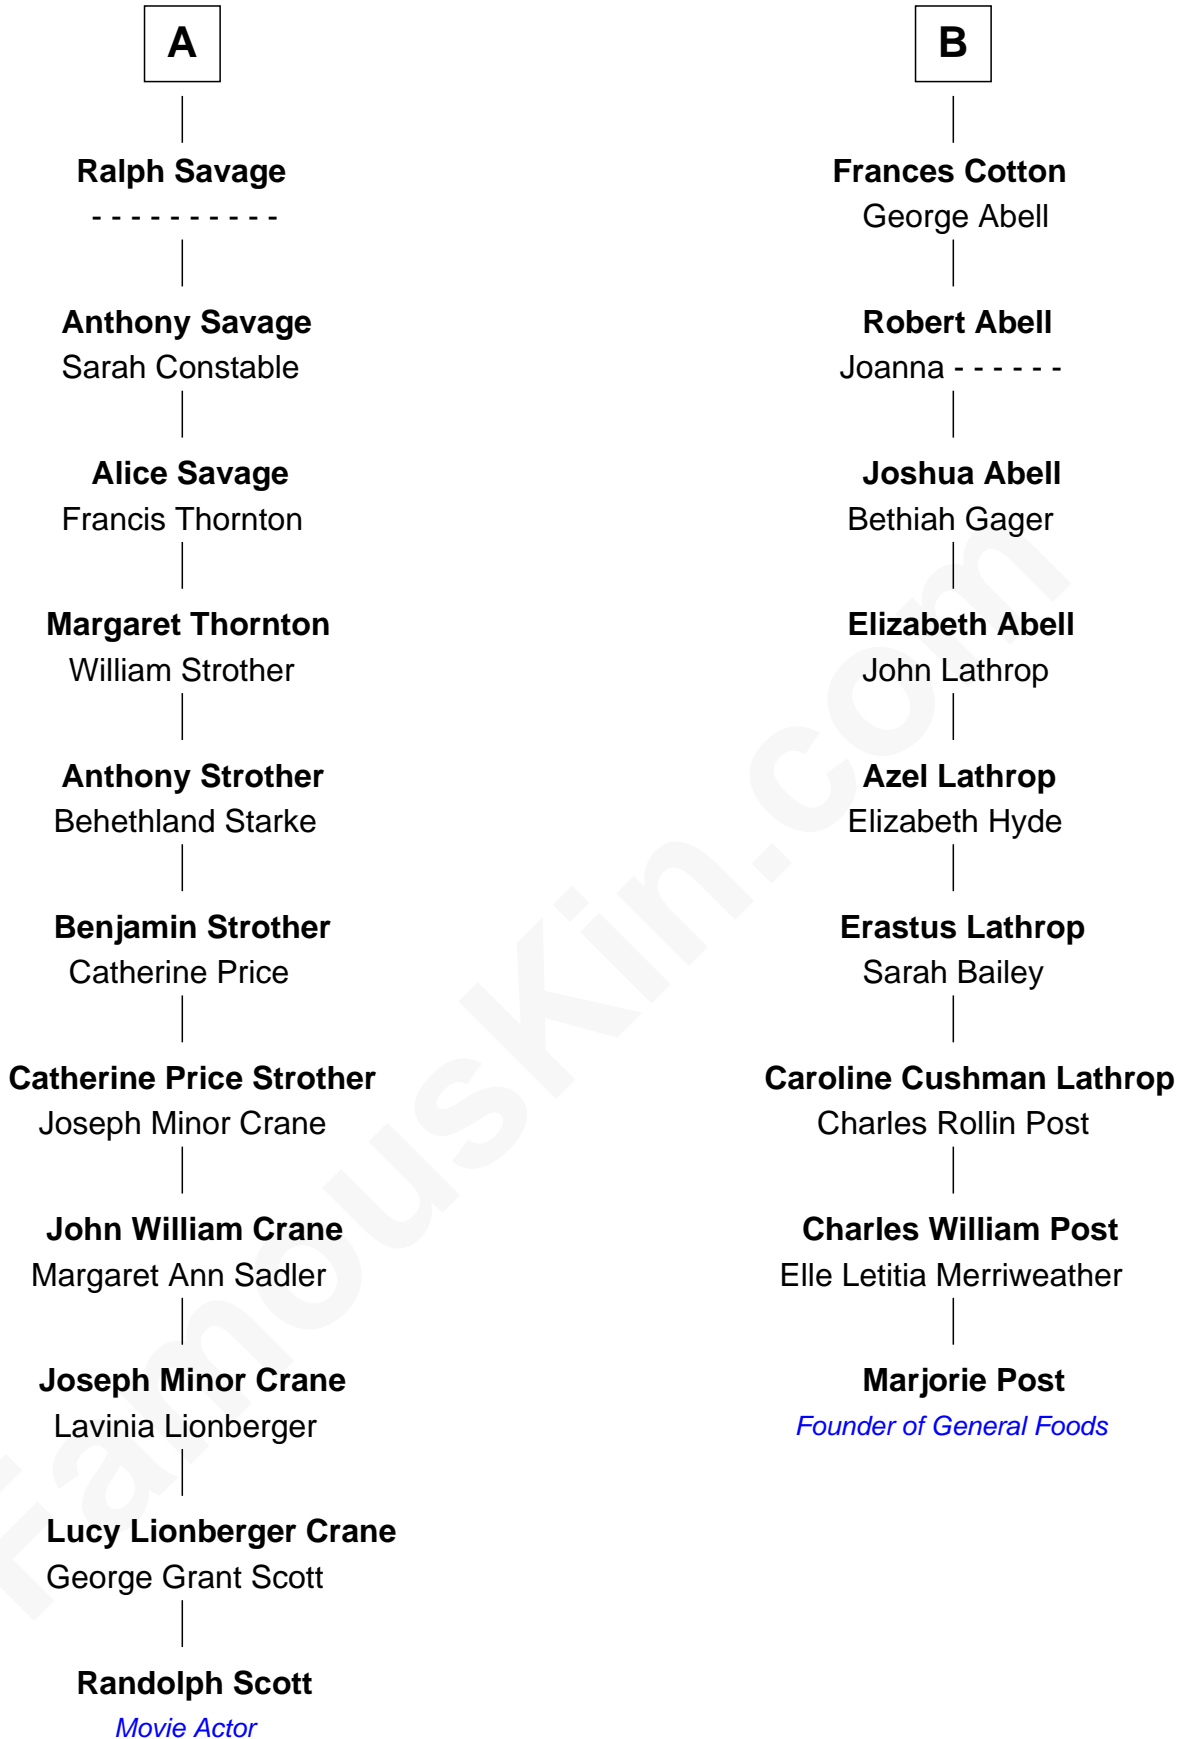 A
Ralph Savage
- - - - - - - - - -
Anthony Savage
Sarah Constable
Alice Savage
Francis Thornton
Margaret Thornton
William Strother
Anthony Strother
Behethland Starke
Benjamin Strother
Catherine Price
Catherine Price Strother
Joseph Minor Crane
John William Crane
Margaret Ann Sadler
Joseph Minor Crane
Lavinia Lionberger
Lucy Lionberger Crane
George Grant Scott
Randolph Scott
Movie Actor
B
Frances Cotton
George Abell
Robert Abell
Joanna - - - - - -
Joshua Abell
Bethiah Gager
Elizabeth Abell
John Lathrop
Azel Lathrop
Elizabeth Hyde
Erastus Lathrop
Sarah Bailey
Caroline Cushman Lathrop
Charles Rollin Post
Charles William Post
Elle Letitia Merriweather
Marjorie Post
Founder of General Foods
FamousKin.com